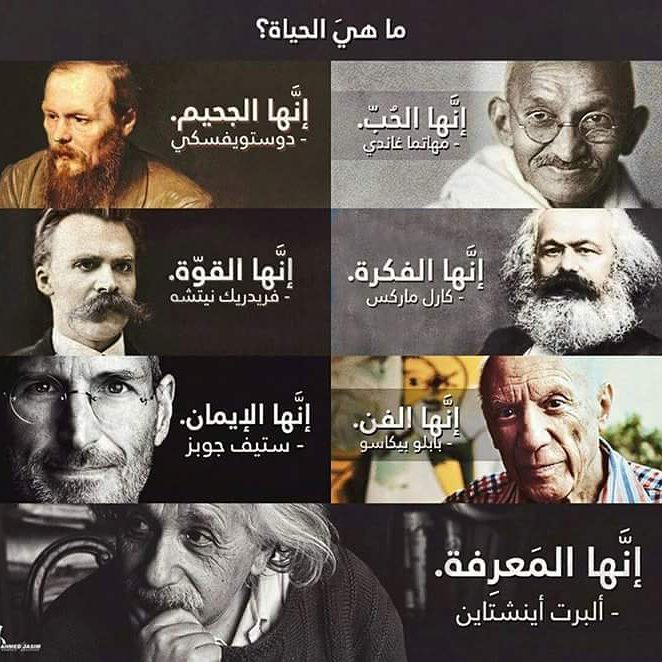 ما هيَ الحياة؟
إنَّها الحُبّ.
- مهاتما غاندي
إنَّها الجحيم.
- دوستويفسكي
إنَّها الفكرة.
- كارل ماركس
إنَّها القوّة.
- فريدريك نيتشه
إنَّها الفن.
- بابلو بيكاسو
إنَّها الإيمان.
- ستيف جوبز
إنَّها المَعرِفة.
- ألبرت أينشتاين
AHMED JASIM